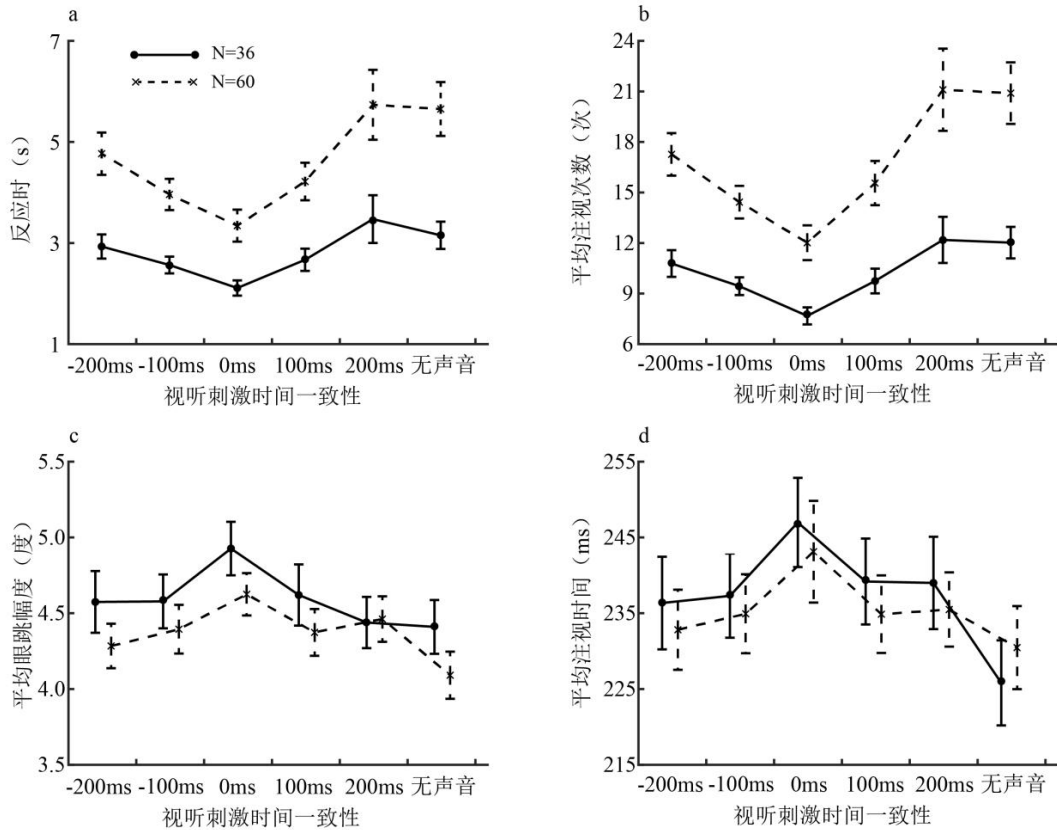 a
7
5
3
1
反应时（s）
N=36
N=60
-200ms -100ms 0ms 100ms 200ms 无声音
视听刺激时间一致性
b
24
21
18
15
12
9
6
平均注视次数（次）
-200ms -100ms 0ms 100ms 200ms 无声音
视听刺激时间一致性
c
5.5
5.0
4.5
4.0
3.5
平均眼跳幅度（度）
-200ms -100ms 0ms 100ms 200ms 无声音
视听刺激时间一致性
d
255
245
235
225
215
平均注视时间（ms）
-200ms -100ms 0ms 100ms 200ms 无声音
视听刺激时间一致性